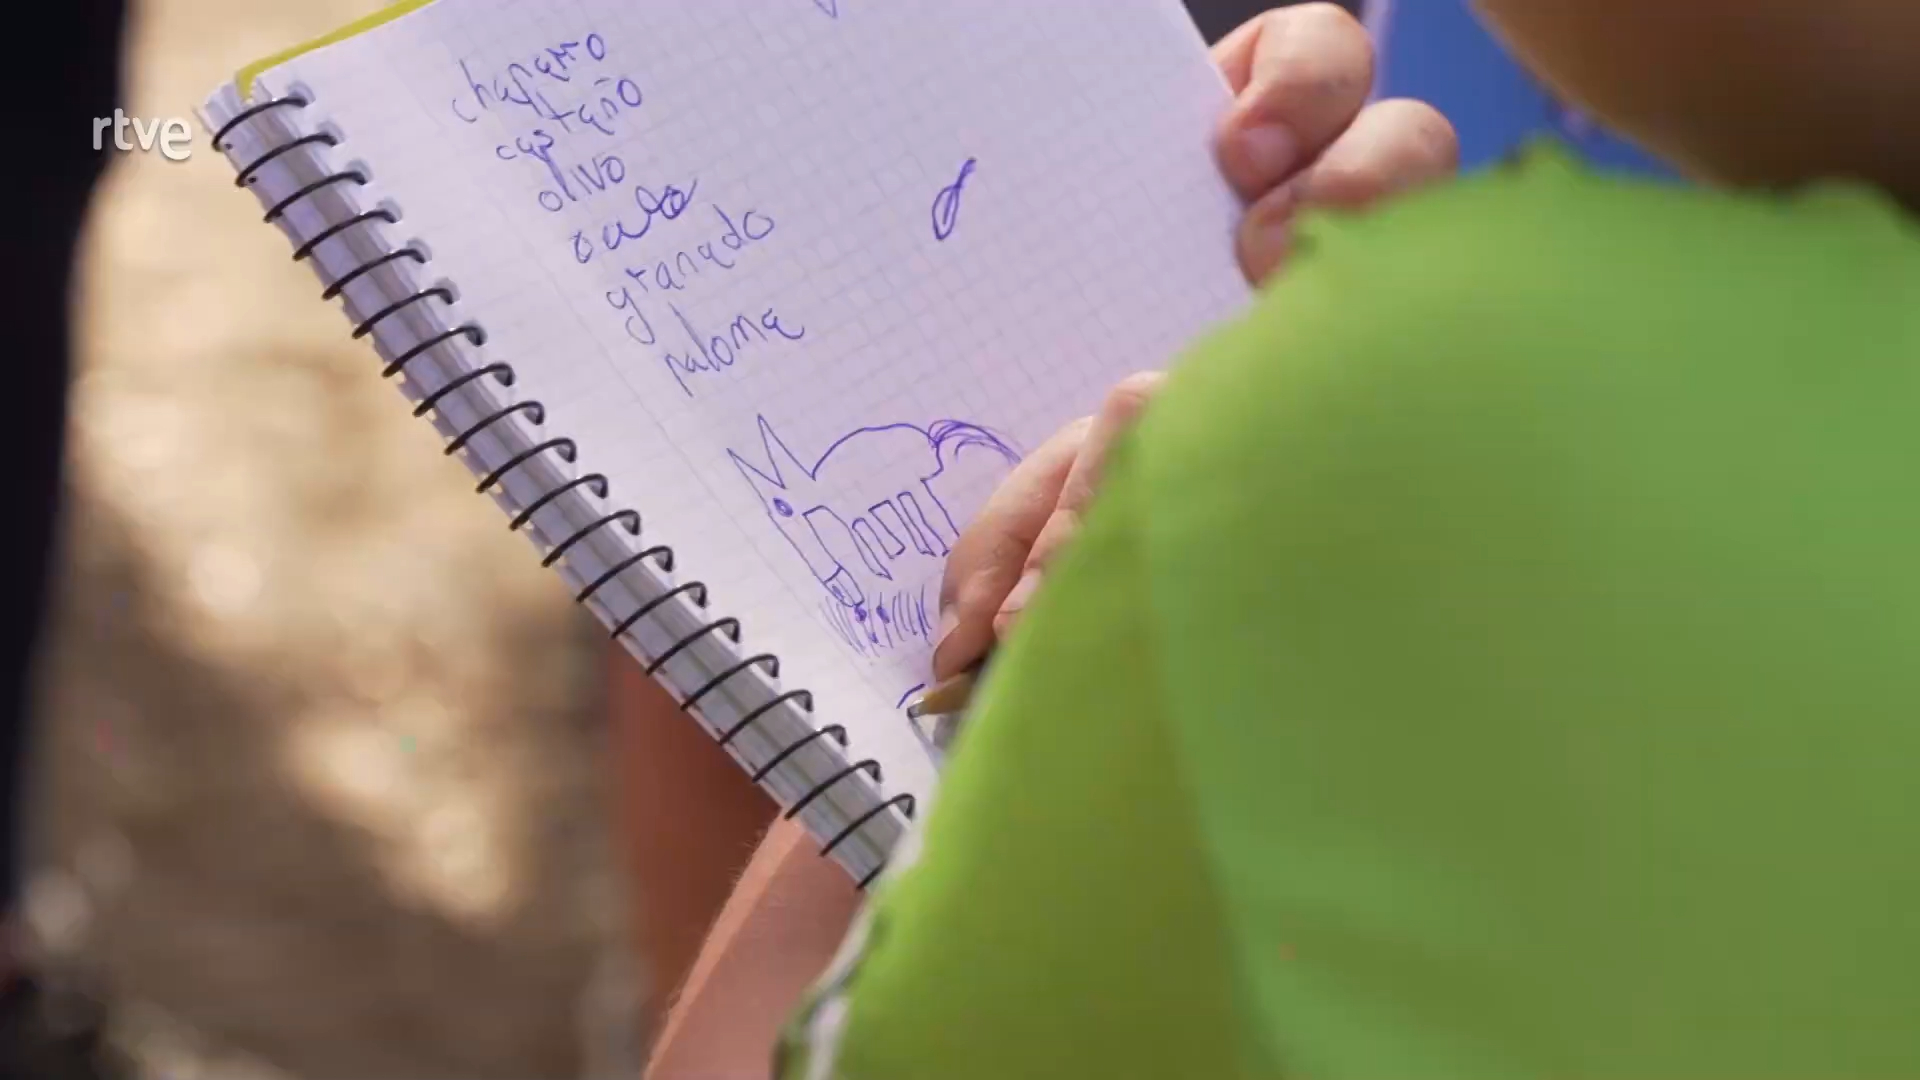 rtve
chaparro
castaño
olivo
granado
paloma